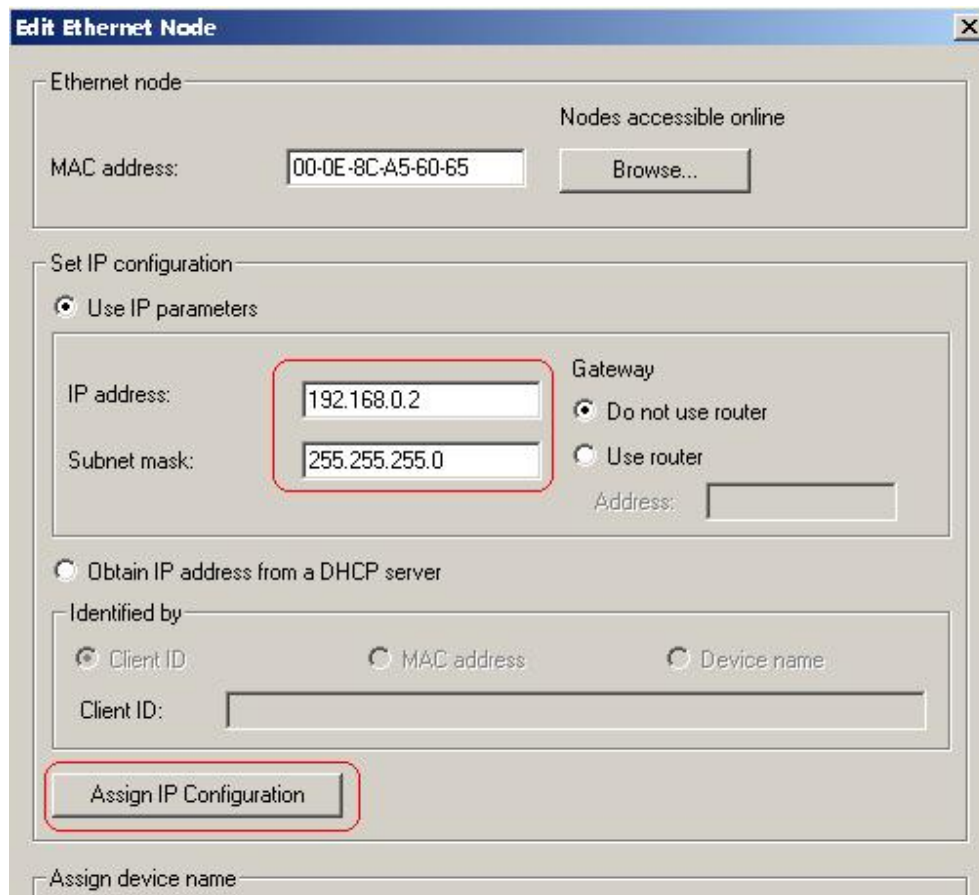 Edit Ethernet Node
Ethernet node
Nodes accessible online
MAC address: 00-0E-8C-A5-60-65 Browse...
Set IP configuration
Use IP parameters
Gateway
IP address: 192.168.0.2
Do not use router
Subnet mask: 255.255.255.0 Use router
Address:
Obtain IP address from a DHCP server
Identified by
Client ID MAC address Device name
Client ID:
Assign IP Configuration
Assign device name